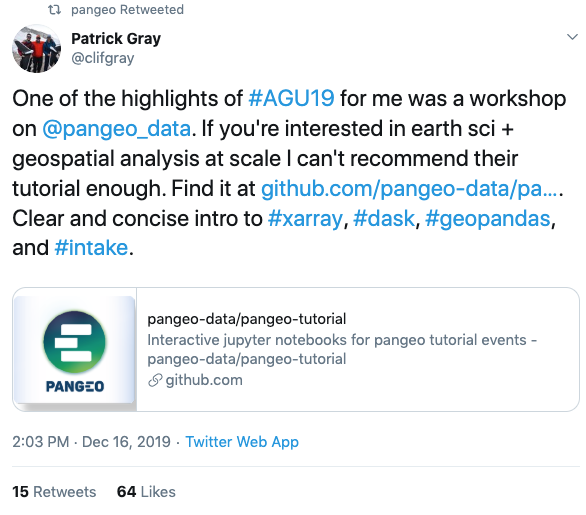 pangeo Retweeted
Patrick Gray
@clifgray
One of the highlights of #AGU19 for me was a workshop
on @pangeo_data. If you're interested in earth sci +
geospatial analysis at scale I can't recommend their
tutorial enough. Find it at github.com/pangeo-data/pa….
Clear and concise intro to #xarray, #dask, #geopandas,
and #intake.
PANGEO
pangeo-data/pangeo-tutorial
Interactive jupyter notebooks for pangeo tutorial events -
pangeo-data/pangeo-tutorial
github.com
2:03 PM · Dec 16, 2019 · Twitter Web App
15 Retweets 64 Likes